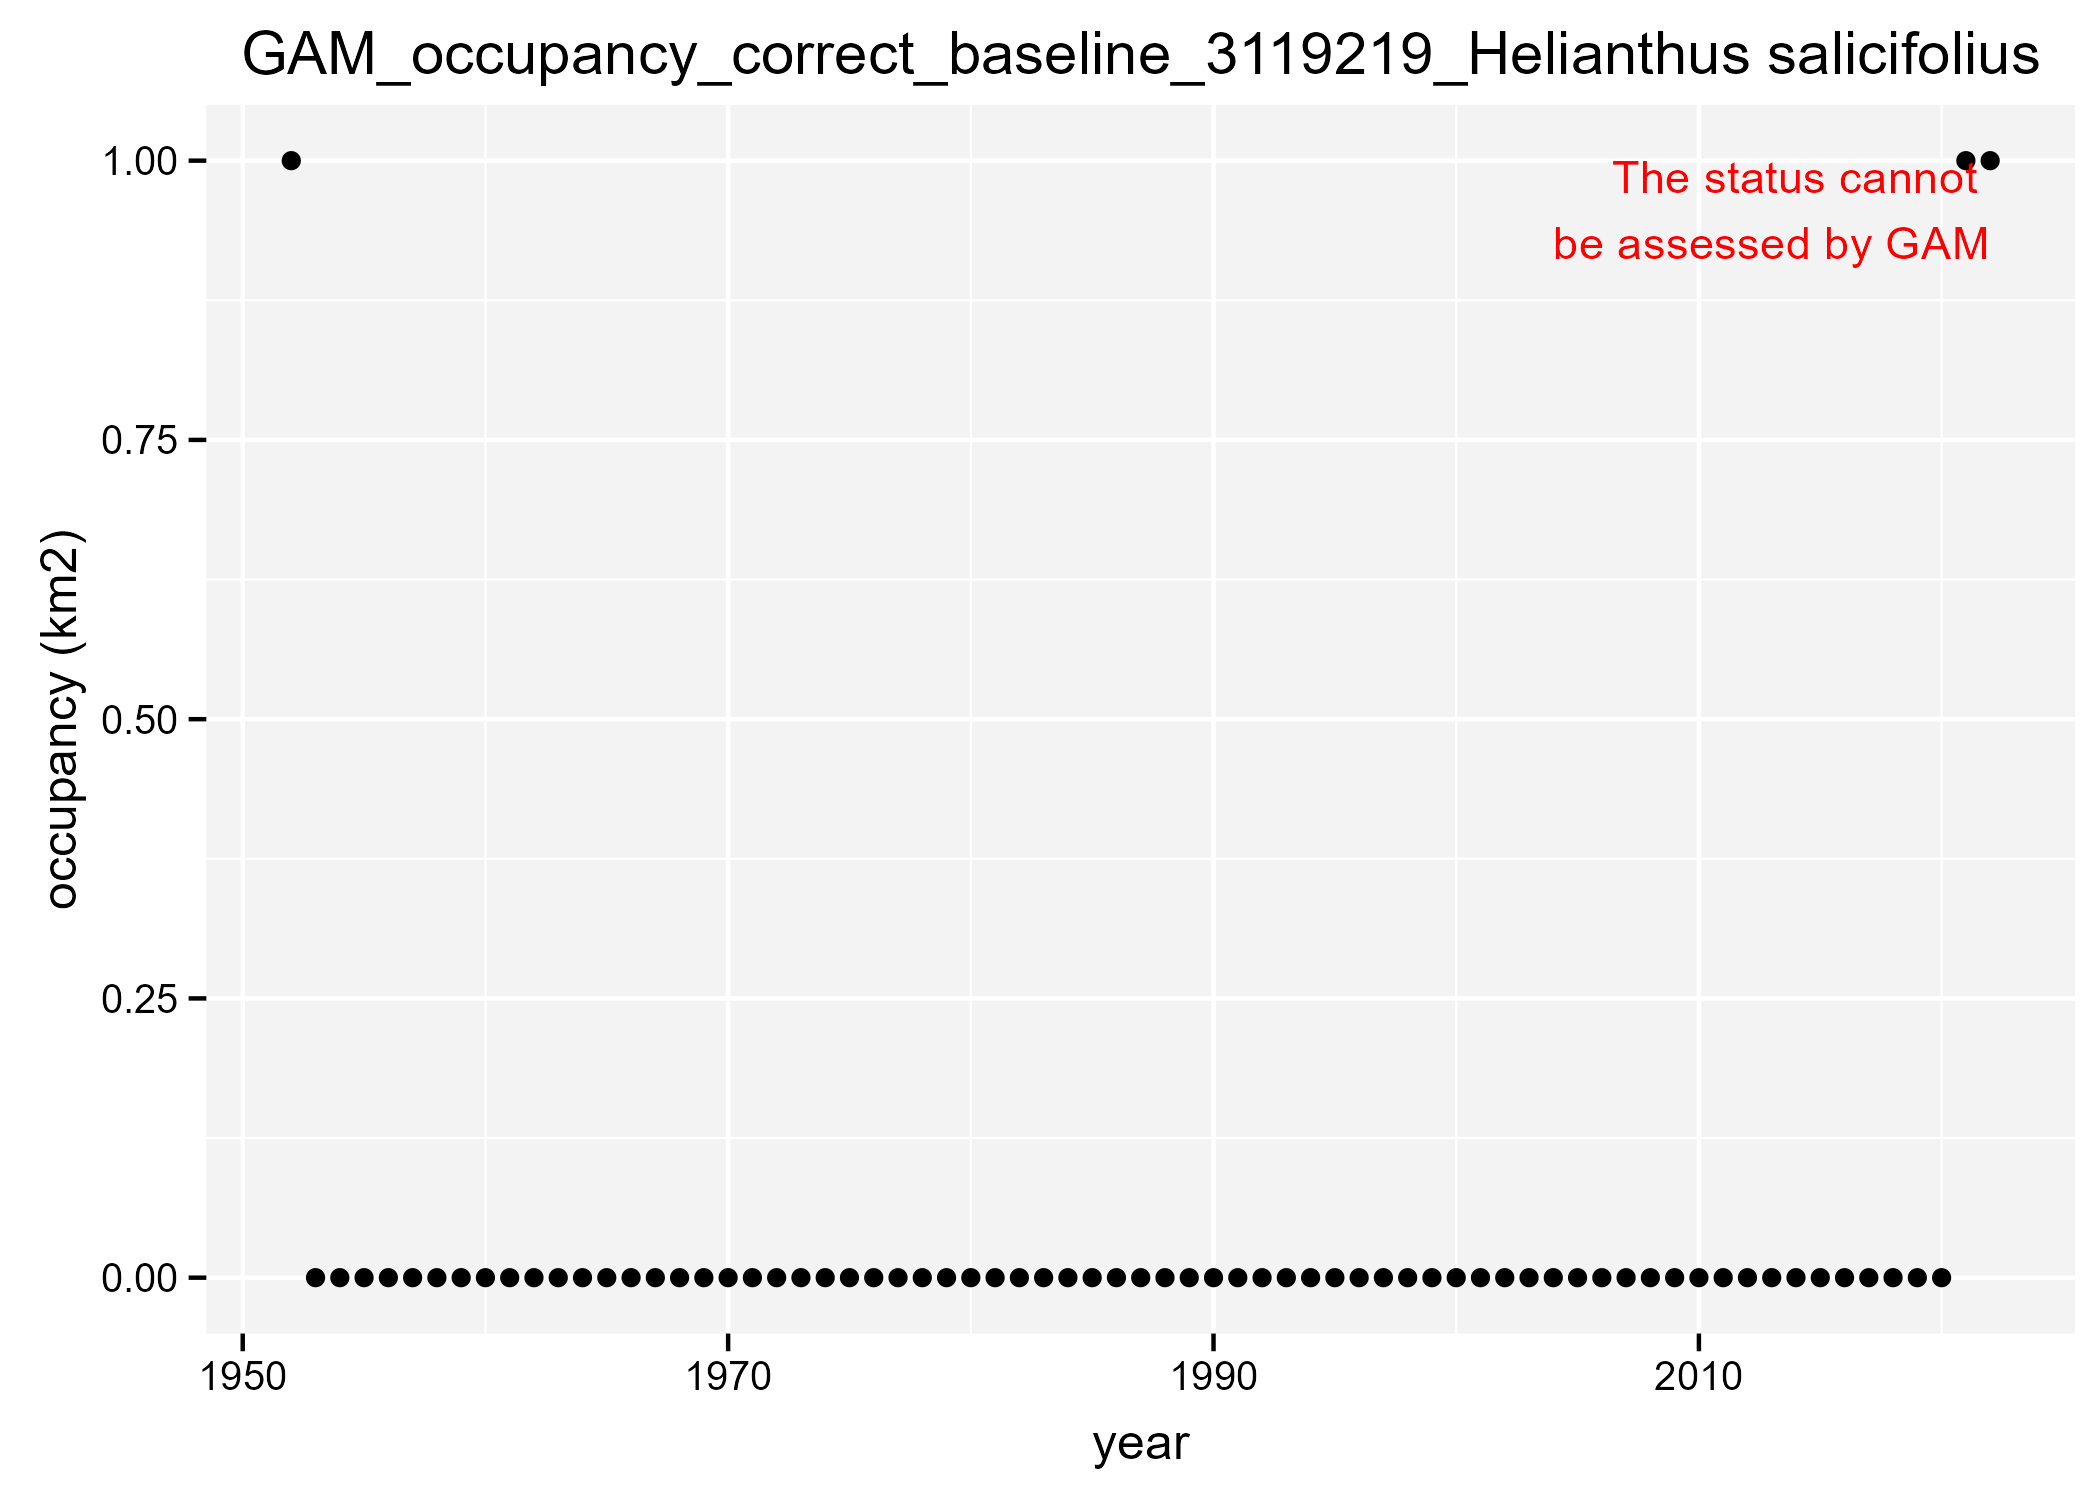 GAM_occupancy_correct_baseline_3119219_Helianthus salicifolius
1.00
The status cannot
be assessed by GAM
0.75
occupancy (km2)
0.50
0.25
0.00
1950 1970 1990 2010
year